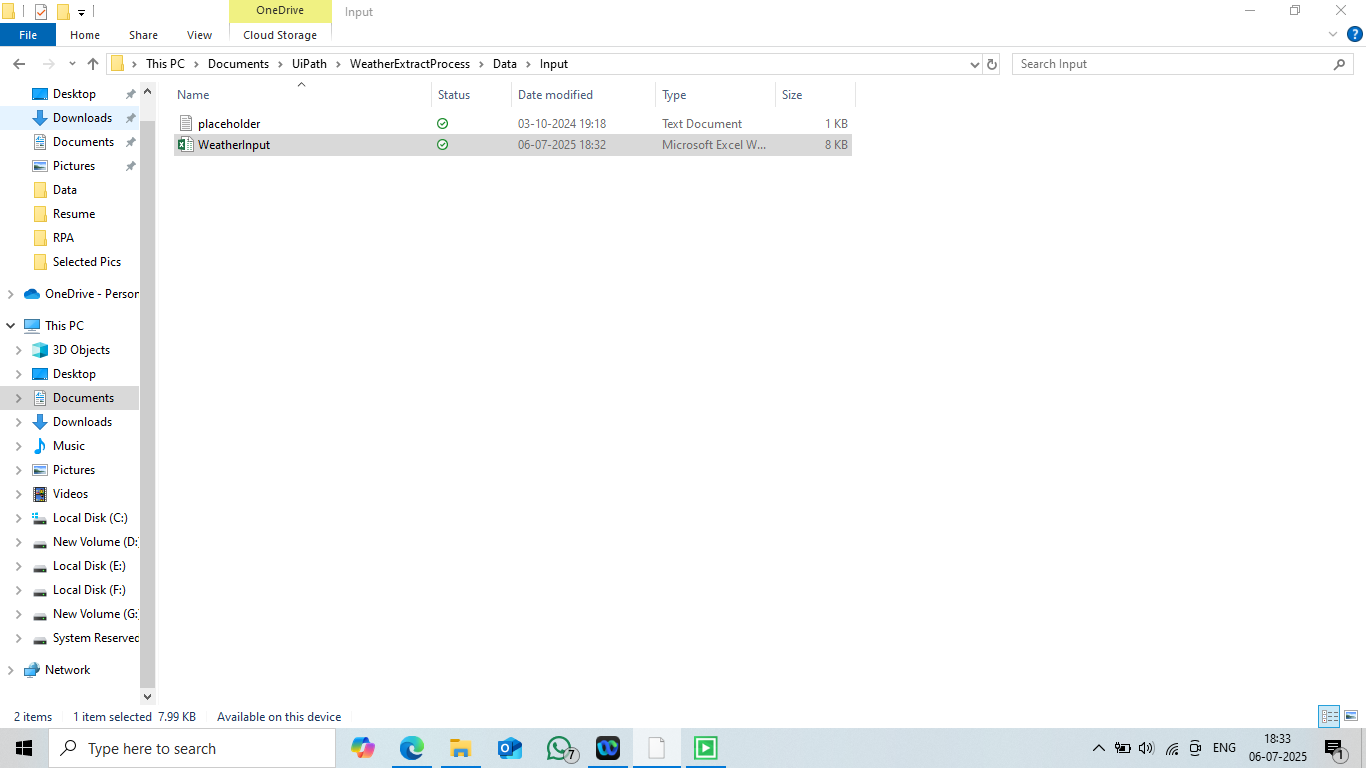 OneDrive
Input
File
Home
Share
View
Cloud Storage
This PC
Documents
UiPath
WeatherExtractProcess
Data
Input
Search Input
Name
Status
Date modified
Type
Size
placeholder
03-10-2024 19:18
Text Document
1 KB
WeatherInput
06-07-2025 18:32
Microsoft Excel W...
8 KB
Desktop
Downloads
Documents
Pictures
Data
Resume
RPA
Selected Pics
OneDrive - Person
This PC
3D Objects
Desktop
Documents
Downloads
Music
Pictures
Videos
Local Disk (C:)
New Volume (D:)
Local Disk (E:)
Local Disk (F:)
New Volume (G:
System Reserved
Network
2 items
1 item selected 7.99 KB
Available on this device
Type here to search
7
ENG
18:33
06-07-2025
1